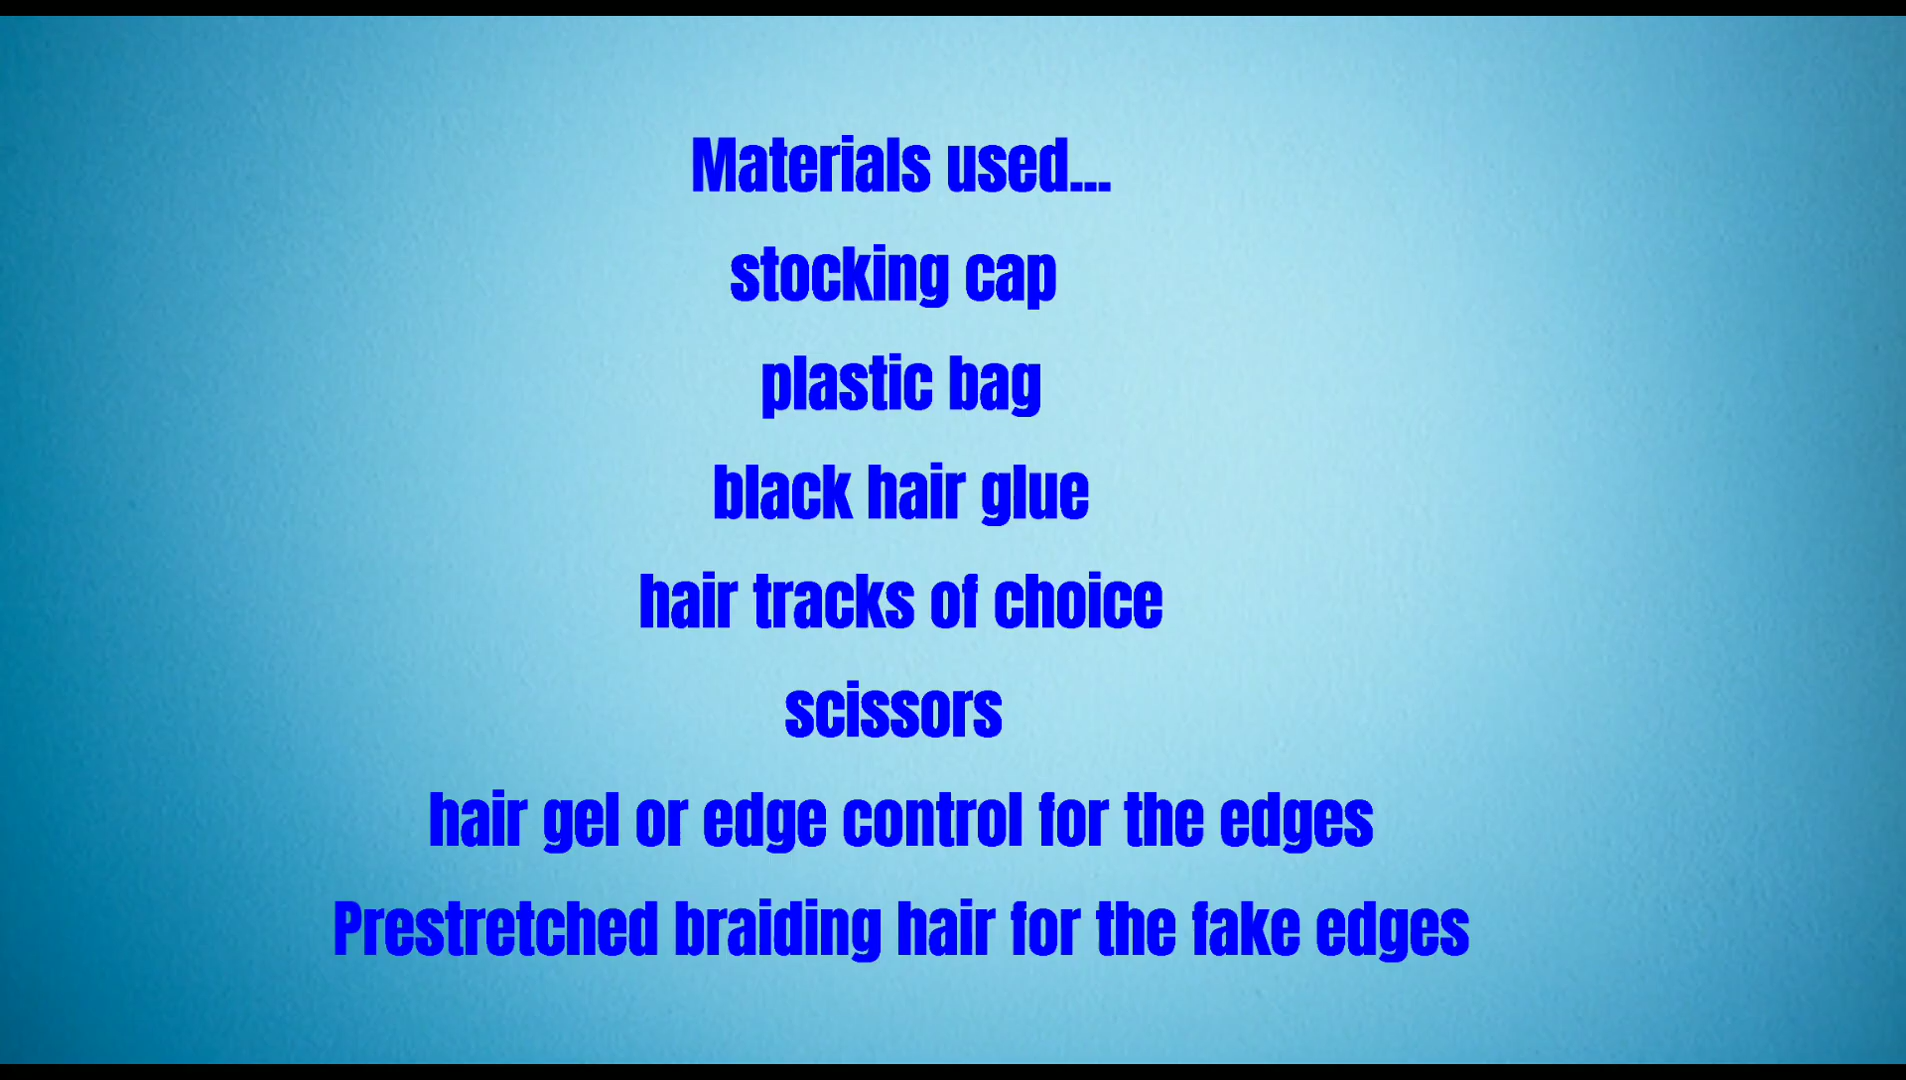 Materials used...
stocking cap
plastic bag
black hair glue
hair tracks of choice
scissors
hair gel or edge control for the edges
Prestretched braiding hair for the fake edges